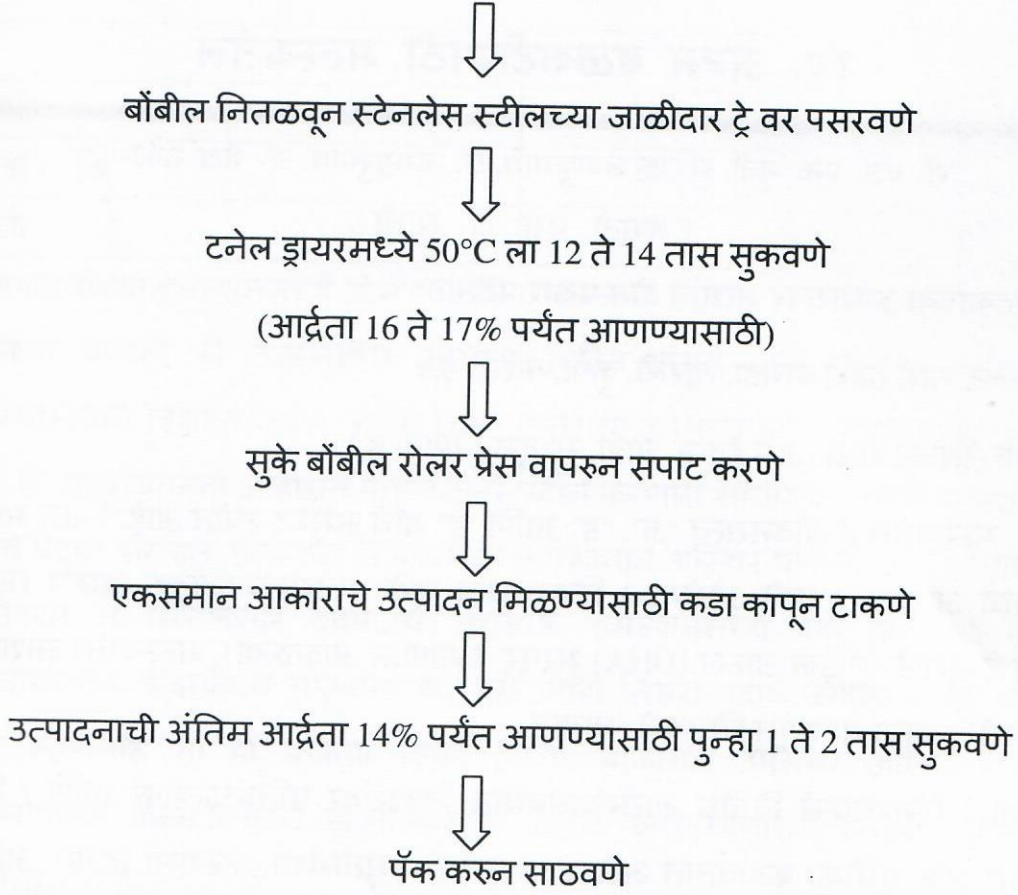 बोंबील नितळवून स्टेनलेस स्टीलच्या जाळीदार ट्रे वर पसरवणे
टनेल ड्रायरमध्ये 50°C ला 12 ते 14 तास सुकवणे
(आर्द्रता 16 ते 17% पर्यंत आणण्यासाठी)
सुके बोंबील रोलर प्रेस वापरुन सपाट करणे
एकसमान आकाराचे उत्पादन मिळण्यासाठी कडा कापून टाकणे
उत्पादनाची अंतिम आर्द्रता 14% पर्यंत आणण्यासाठी पुन्हा 1 ते 2 तास सुकवणे
पॅक करुन साठवणे